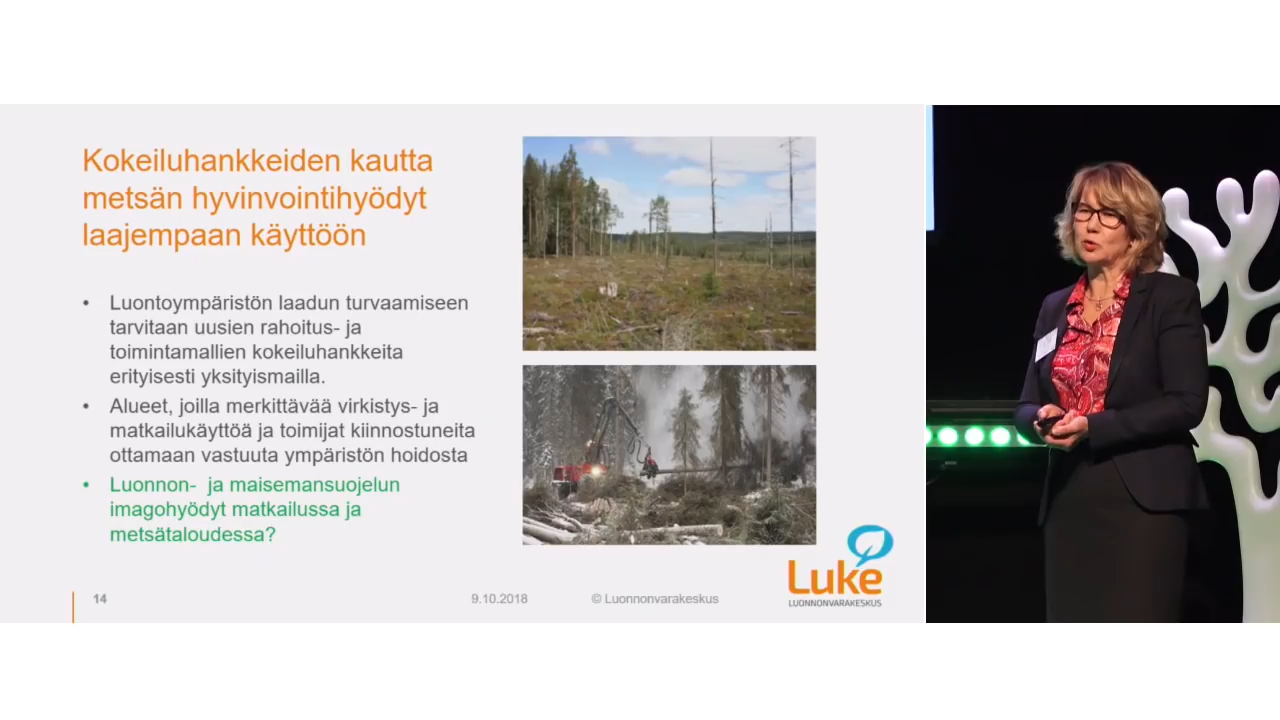 Kokeiluhankkeiden kautta
metsän hyvinvointihyödyt
laajempaan käyttöön
• Luontoympäristön laadun turvaamiseen
tarvitaan uusien rahoitus- ja
toimintamallien kokeiluhankkeita
erityisesti yksityismailla.
• Alueet, joilla merkittävää virkistys- ja
matkailukäyttöä ja toimijat kiinnostuneita
ottamaan vastuuta ympäristön hoidosta
• Luonnon- ja maisemansuojelun
imagohyödyt matkailussa ja
metsätaloudessa?
Luke
LUONNONVARAKESKUS
14
9.10.2018
© Luonnonvarakeskus